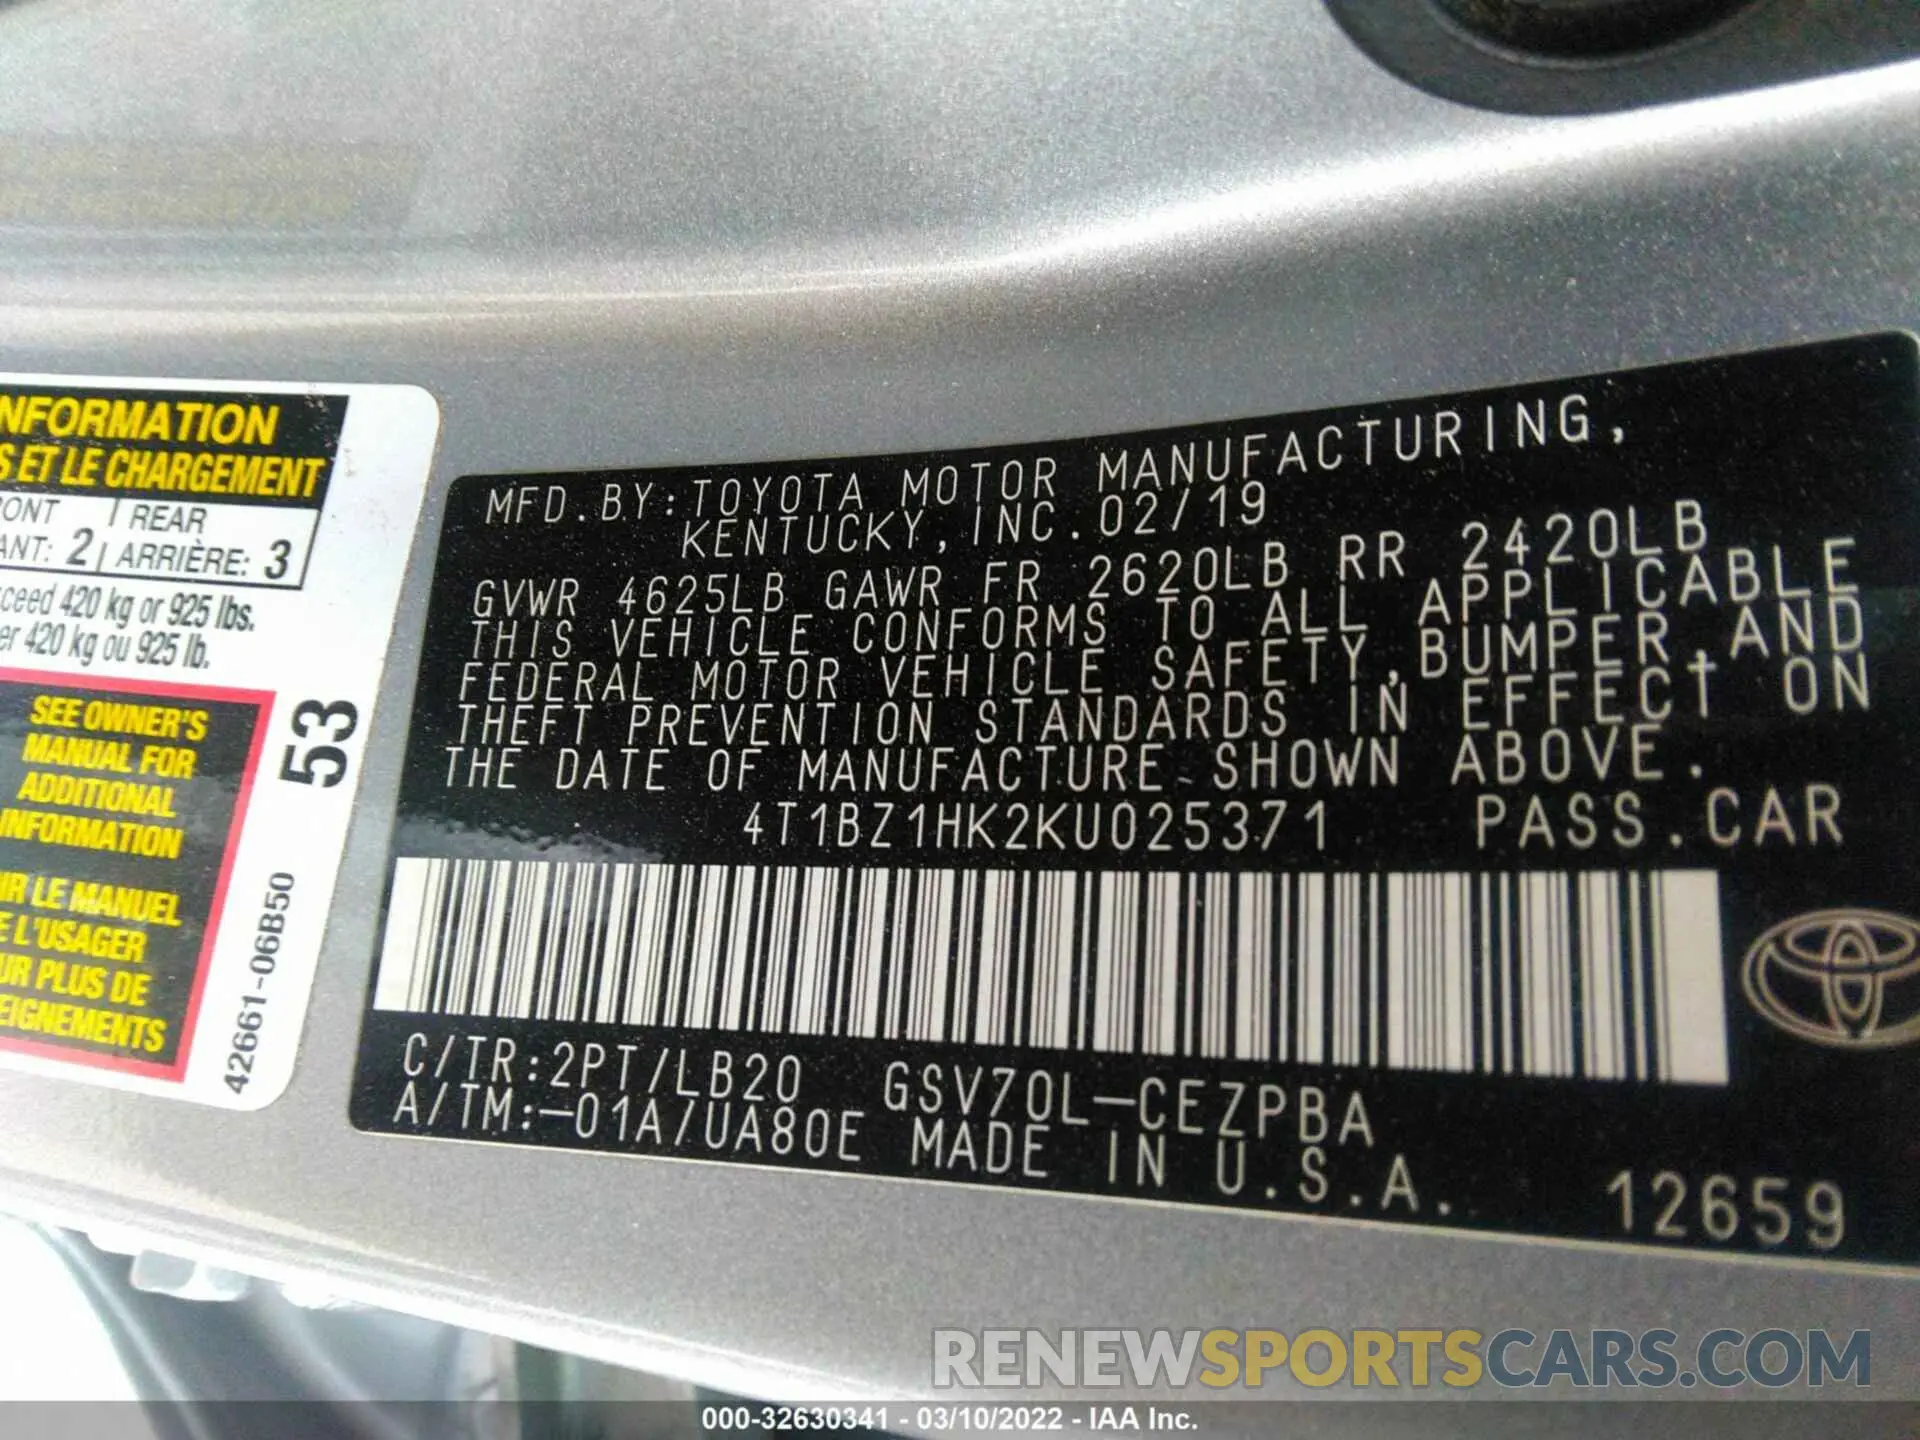 NFORMATION
S ET LE CHARGEMENT
ONT | REAR
ANT: 2 | ARRIÈRE: 3
ceed 420 kg or 925 lbs.
er 420 kg ou 925 lb.
SEE OWNER'S
MANUAL FOR
ADDITIONAL
INFORMATION
IR LE MANUEL
E L'USAGER
UR PLUS DE
EIGNEMENTS
53
42661-06B50
MFD.BY:TOYOTA MOTOR MANUFACTURING,
KENTUCKY,INC.02/19
GVWR 4625LB GAWR FR 2620LB RR 2420LB
THIS VEHICLE CONFORMS TO ALL APPLICABLE
FEDERAL MOTOR VEHICLE SAFETY,BUMPER,AND
THEFT PREVENTION STANDARDS IN EFFECT ON
THE DATE OF MANUFACTURE SHOWN ABOVE.
4T1BZ1HK2KU025371 PASS.CAR
C/TR:2PT/LB20 GSV70L-CEZPBA
A/TM:-01A/UA80E MADE IN U.S.A.
12659
RENEWSPORTSCARS.COM
000-32630341 - 03/10/2022 - IAA Inc.